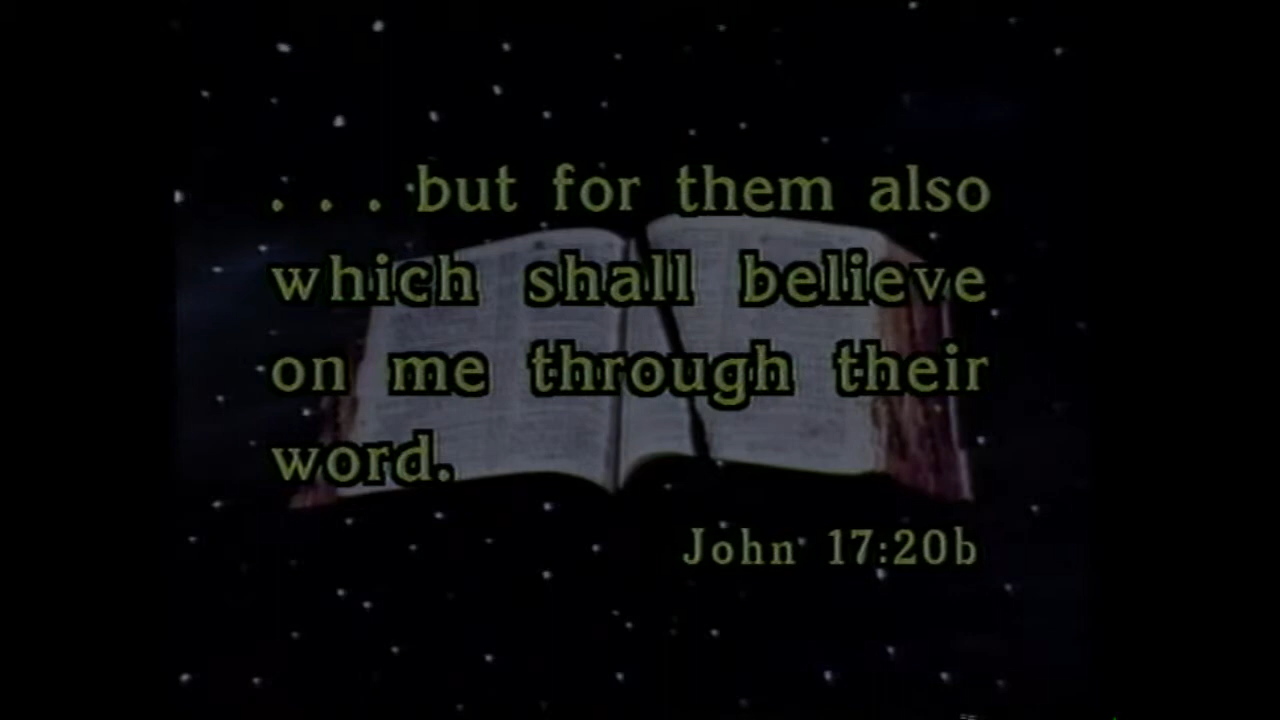 . . . but for them also
which shall believe
on me through their
word.
John 17:20b